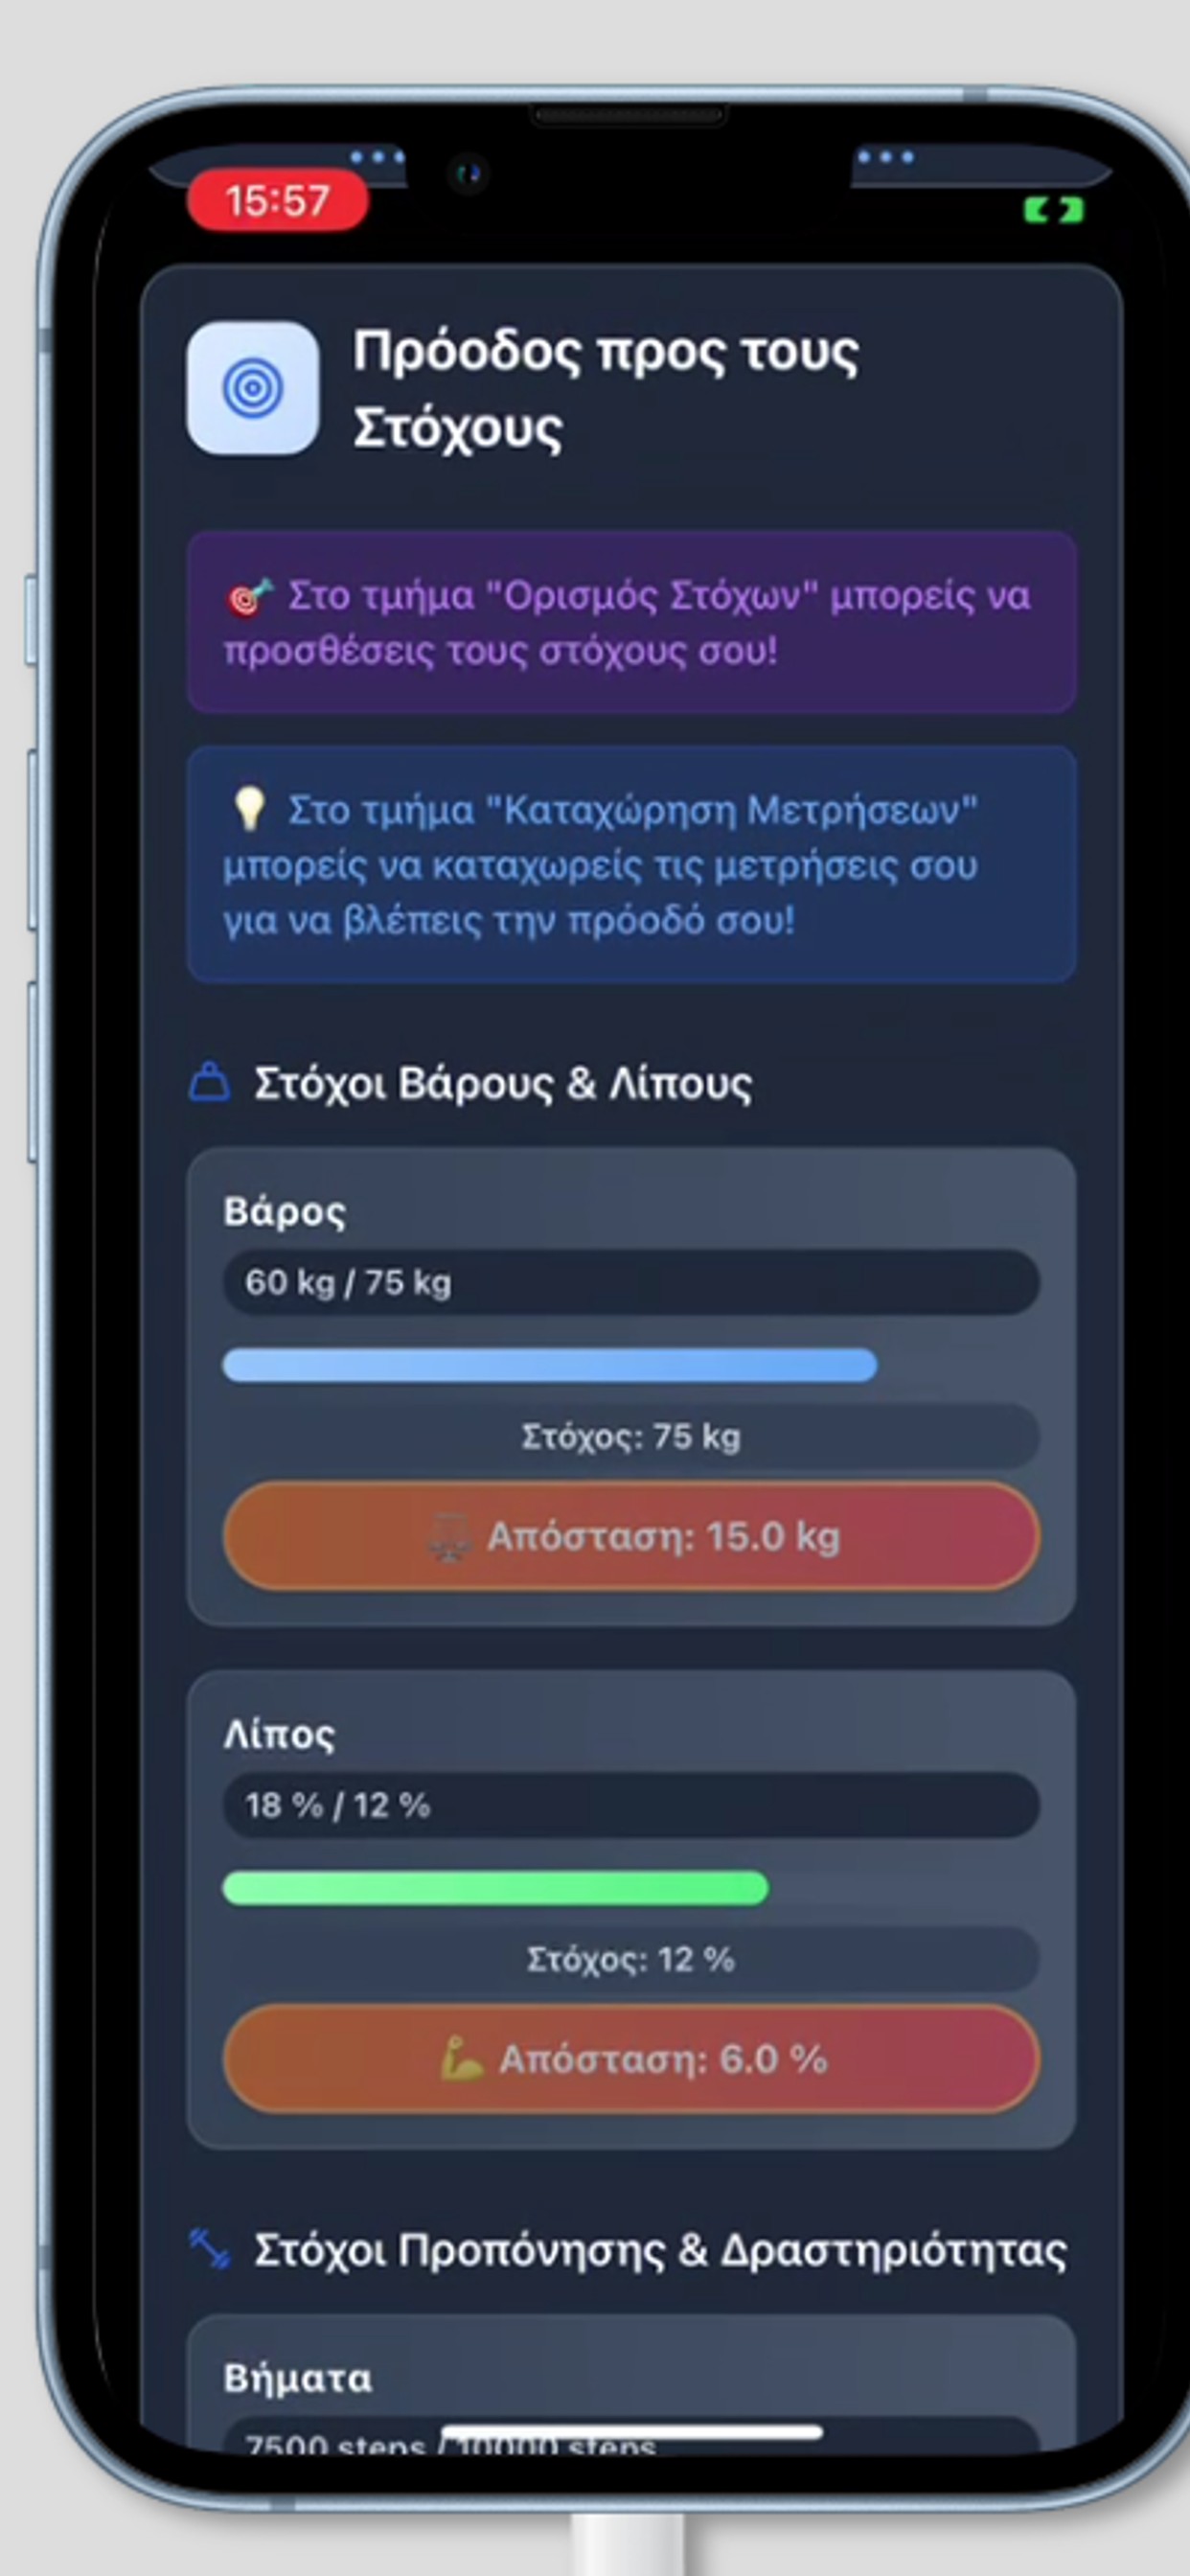 15:57
Πρόοδος προς τους
Στόχους
Στο τμήμα "Ορισμός Στόχων" μπορείς να
προσθέσεις τους στόχους σου!
Στο τμήμα "Καταχώρηση Μετρήσεων"
μπορείς να καταχωρείς τις μετρήσεις σου
για να βλέπεις την πρόοδό σου!
Στόχοι Βάρους & Λίπους
Βάρος
60 kg / 75 kg
Στόχος: 75 kg
Απόσταση: 15.0 kg
Λίπος
18 % / 12 %
Στόχος: 12 %
Απόσταση: 6.0 %
Στόχοι Προπόνησης & Δραστηριότητας
Βήματα
7500 steps / 10000 steps